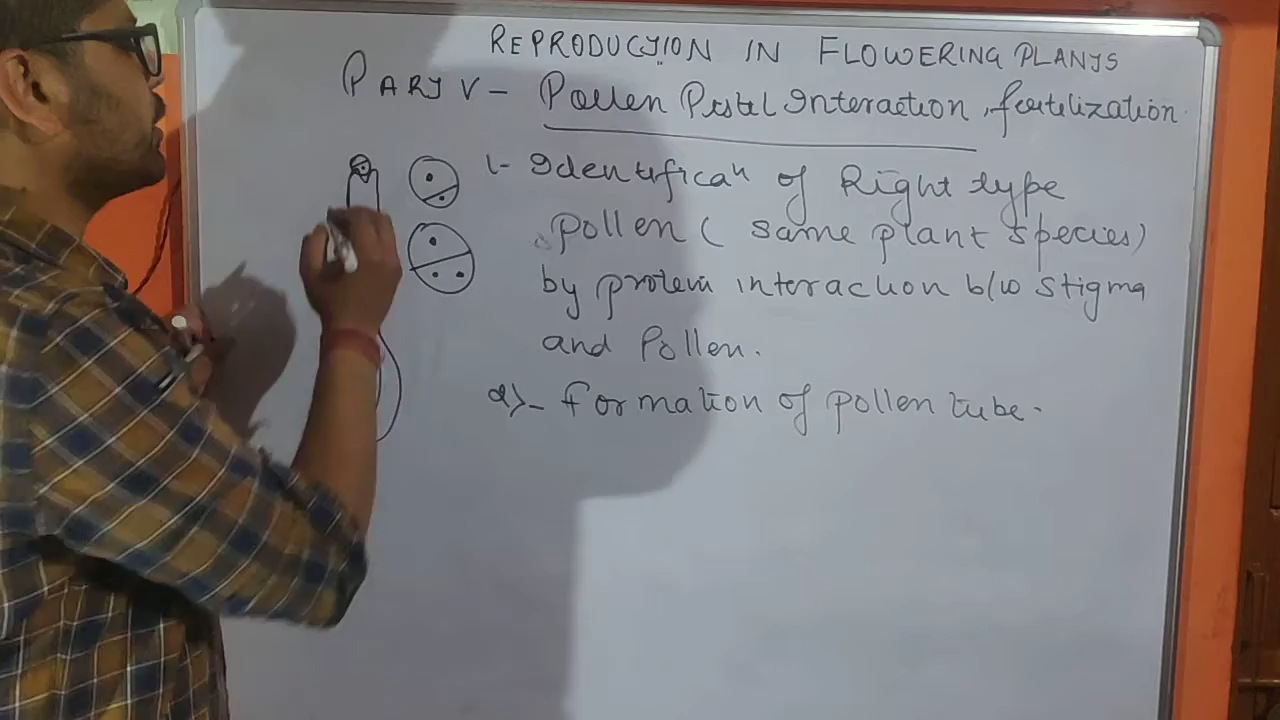 REPRODUCTION IN FLOWERING PLANTS
PART V - Pollen Pistil Interaction, fertilization
1- Identificaⁿ of Right type
pollen ( same plant species)
by protein interaction b/w stigma
and Pollen.
2)- formation of pollen tube.